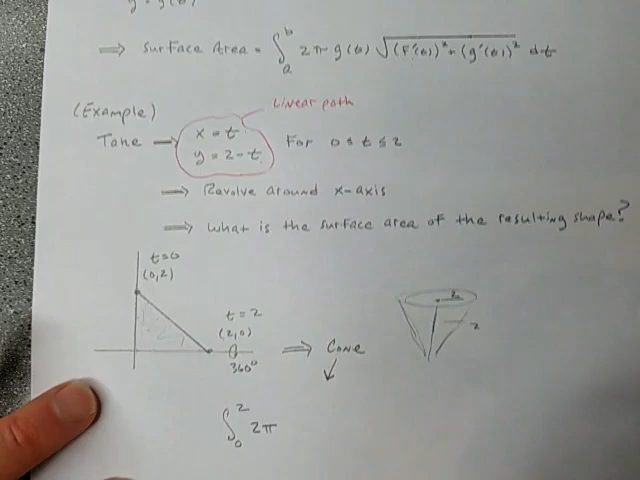 y = g(t)
⟹ Surface Area = ∫ₐᵇ 2π g(t) √((f'(t))² + (g'(t))²) dt
Linear path
(Example)
Take → x = t
y = 2 - t
For 0 ≤ t ≤ 2
⟹ Revolve around x-axis
⟹ What is the surface area of the resulting shape?
t=0
(0,2)
t = 2
(2,0)
360°
⟹ Cone
2
2
∫₀² 2π